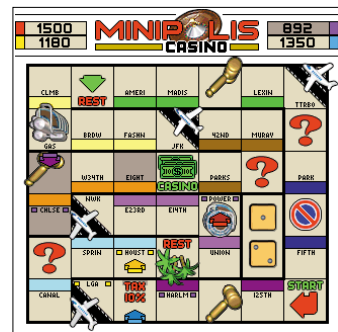 1500
1180
MINIPOLIS
CASINO
892
1350
CLMB
REST
AMERI
MADIS
LEXIN
TTRBO
GAS
BRDW
FASHN
JFK
42ND
MURAY
?
W34TH
EIGHT
CASINO
PARKS
?
PARK
CHLSE
NWK
E23RD
E14TH
POWER
?
SPRIN
HOUST
REST
UNION
FIFTH
CANAL
LGA
TAX
10%
HARLM
125TH
START